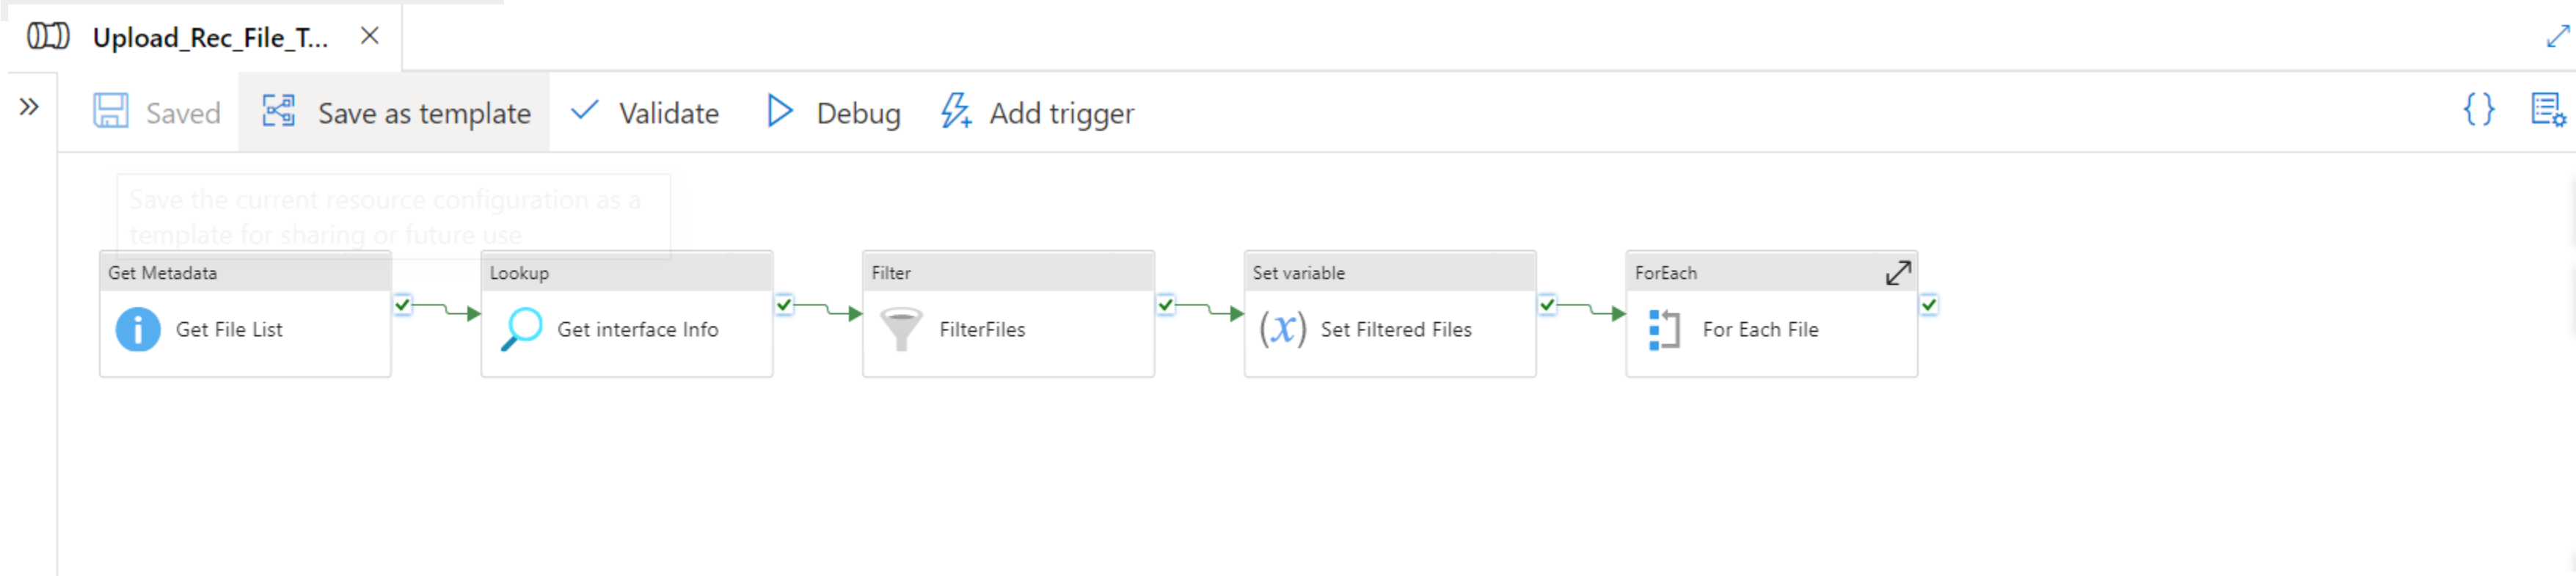 Upload_Rec_File_T...
Saved
Save as template
Validate
Debug
Add trigger
Save the current resource configuration as a
template for sharing or future use
Get Metadata
Get File List
Lookup
Get interface Info
Filter
FilterFiles
Set variable
(x) Set Filtered Files
ForEach
For Each File